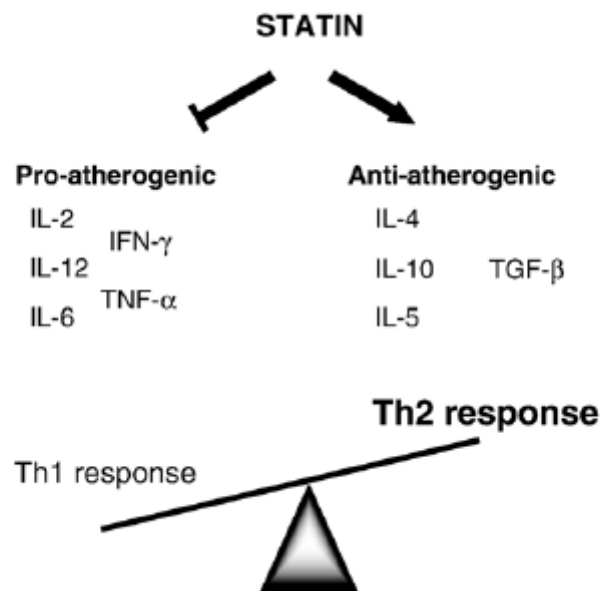 STATIN
Pro-atherogenic
IL-2
IFN-γ
IL-12
TNF-α
IL-6
Anti-atherogenic
IL-4
IL-10 TGF-β
IL-5
Th2 response
Th1 response